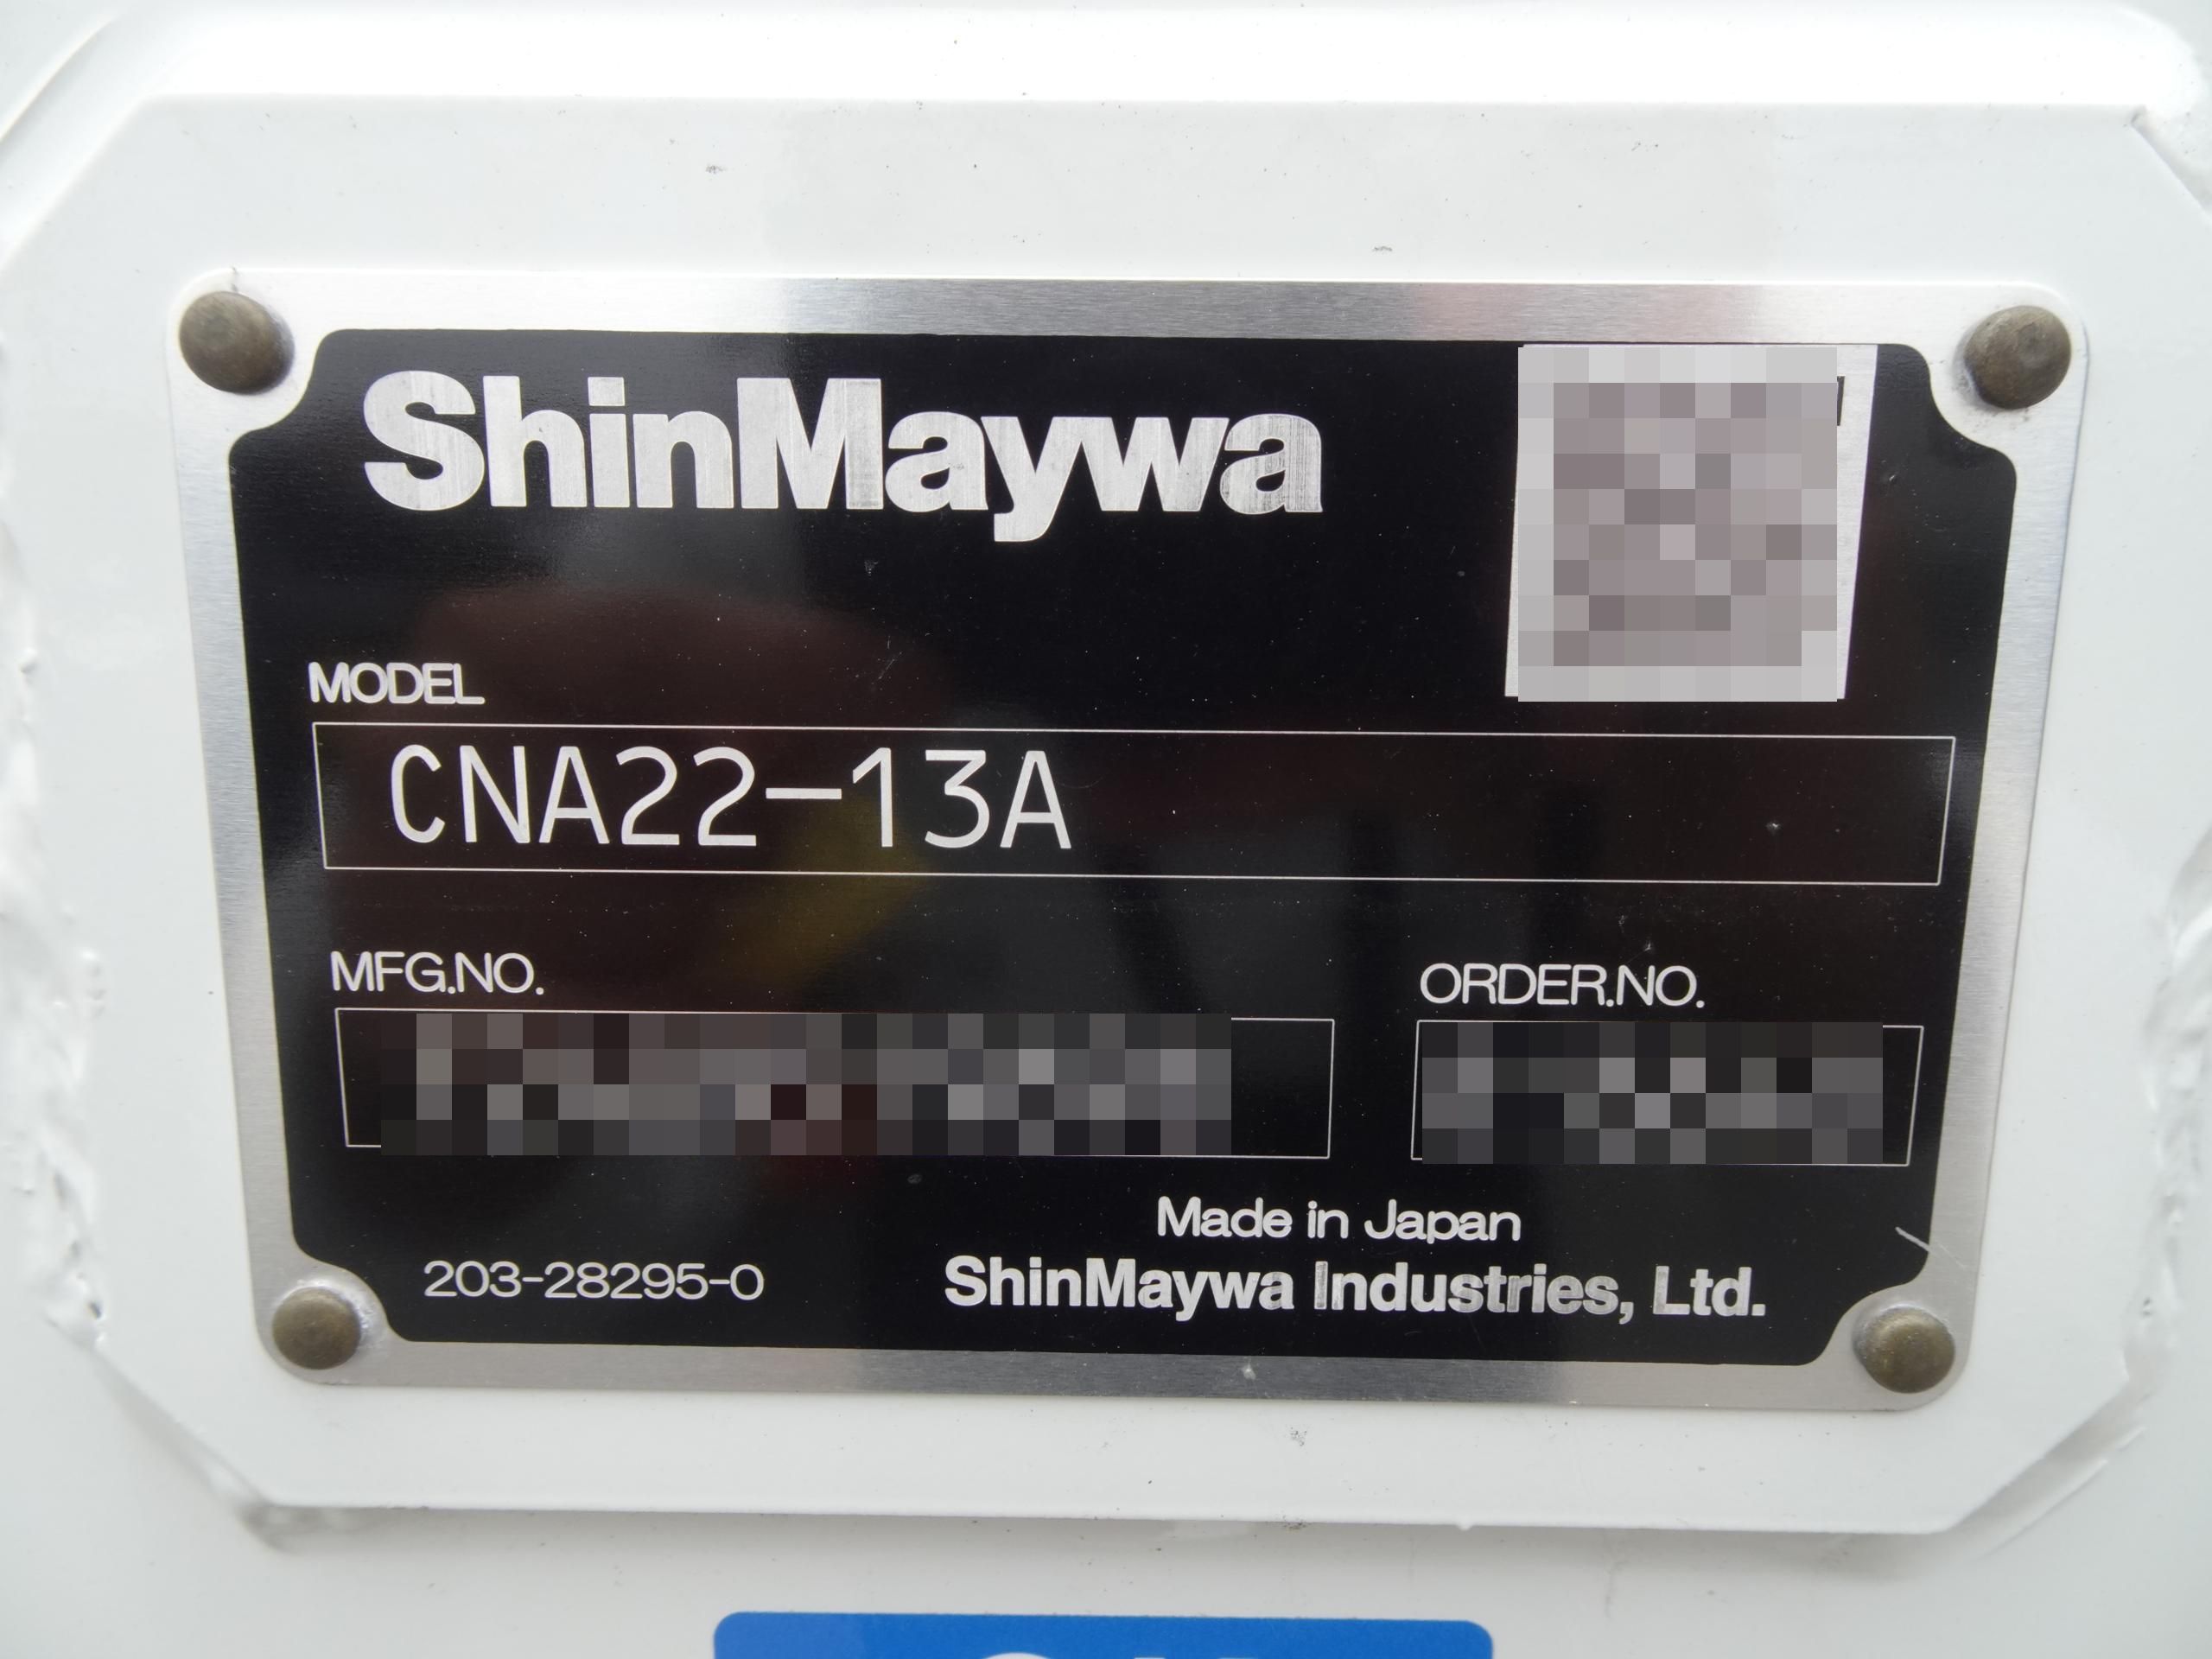 ShinMaywa
MODEL
CNA22-13A
MFG.NO.
ORDER.NO.
Made in Japan
203-28295-0
ShinMaywa Industries, Ltd.